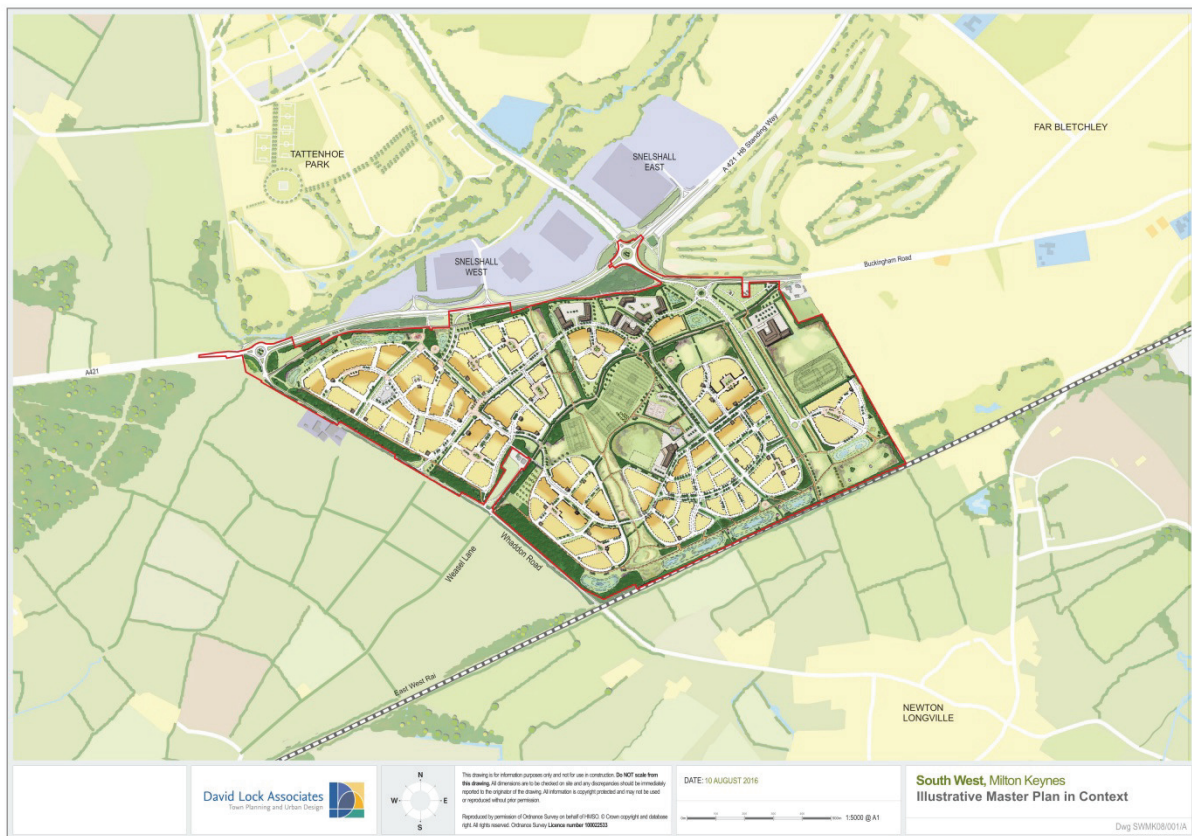 TATTENHOE
PARK
SNELSHALL
EAST
A 421 H8 Standing Way
FAR BLETCHLEY
SNELSHALL
WEST
Buckingham Road
A421
Weasel Lane
Whaddon Road
East West Rai
NEWTON
LONGVILLE
David Lock Associates
Town Planning and Urban Design
N
W
E
S
This drawing is for information purposes only and not for use in construction. Do NOT scale from
this drawing. All dimensions are to be checked on site and any discrepancies should be immediately
reported to the originator of the drawing. All information is copyright protected and may not be used
or reproduced without prior permission.
Reproduced by permission of Ordnance Survey on behalf of HMSO. © Crown copyright and database
right. All rights reserved. Ordnance Survey Licence number 100022533
DATE: 10 AUGUST 2016
1:5000 @ A1
South West, Milton Keynes
Illustrative Master Plan in Context
Dwg SWMK08/001/A